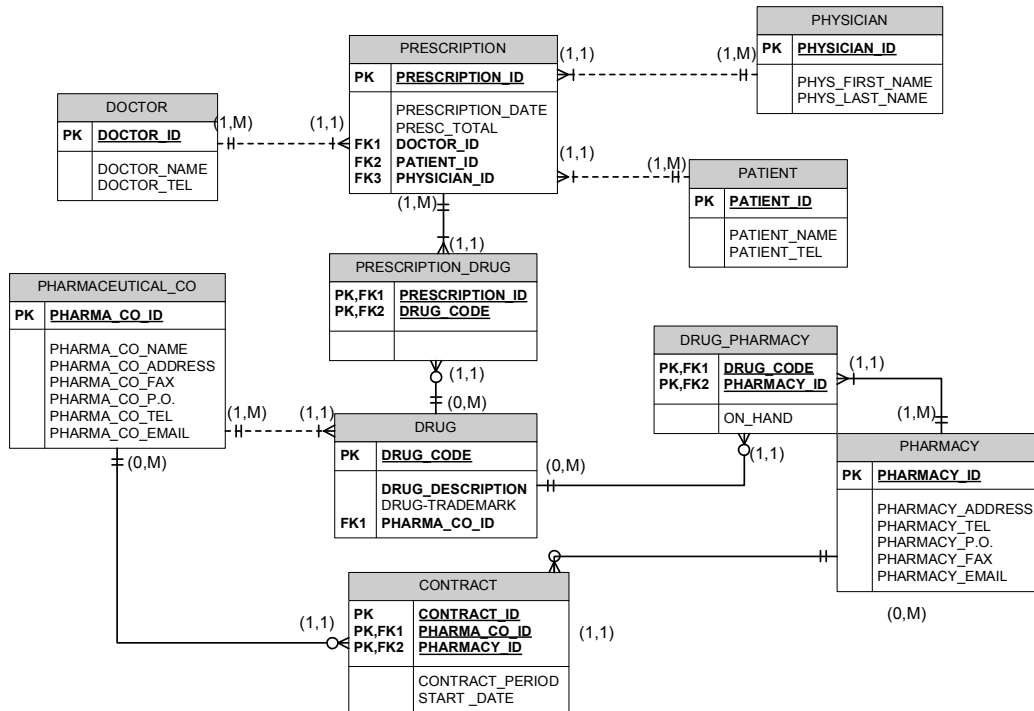 PHYSICIAN
PK PHYSICIAN_ID
PHYS_FIRST_NAME
PHYS_LAST_NAME
(1,1)
(1,M)
PRESCRIPTION
PK PRESCRIPTION_ID
PRESCRIPTION_DATE
PRESC_TOTAL
FK1 DOCTOR_ID
FK2 PATIENT_ID
FK3 PHYSICIAN_ID
DOCTOR
PK DOCTOR_ID
DOCTOR_NAME
DOCTOR_TEL
(1,M)
(1,1)
(1,1)
(1,M)
PATIENT
PK PATIENT_ID
PATIENT_NAME
PATIENT_TEL
(1,M)
(1,1)
PRESCRIPTION_DRUG
PK,FK1 PRESCRIPTION_ID
PK,FK2 DRUG_CODE
(1,1)
(0,M)
PHARMACEUTICAL_CO
PK PHARMA_CO_ID
PHARMA_CO_NAME
PHARMA_CO_ADDRESS
PHARMA_CO_FAX
PHARMA_CO_P.O.
PHARMA_CO_TEL
PHARMA_CO_EMAIL
(1,M)
(1,1)
(0,M)
DRUG
PK DRUG_CODE
DRUG_DESCRIPTION
DRUG-TRADEMARK
FK1 PHARMA_CO_ID
(0,M)
(1,1)
DRUG_PHARMACY
PK,FK1 DRUG_CODE
PK,FK2 PHARMACY_ID
ON_HAND
(1,1)
(1,M)
PHARMACY
PK PHARMACY_ID
PHARMACY_ADDRESS
PHARMACY_TEL
PHARMACY_P.O.
PHARMACY_FAX
PHARMACY_EMAIL
(0,M)
CONTRACT
PK CONTRACT_ID
PK,FK1 PHARMA_CO_ID
PK,FK2 PHARMACY_ID
CONTRACT_PERIOD
START _DATE
(1,1)
(1,1)